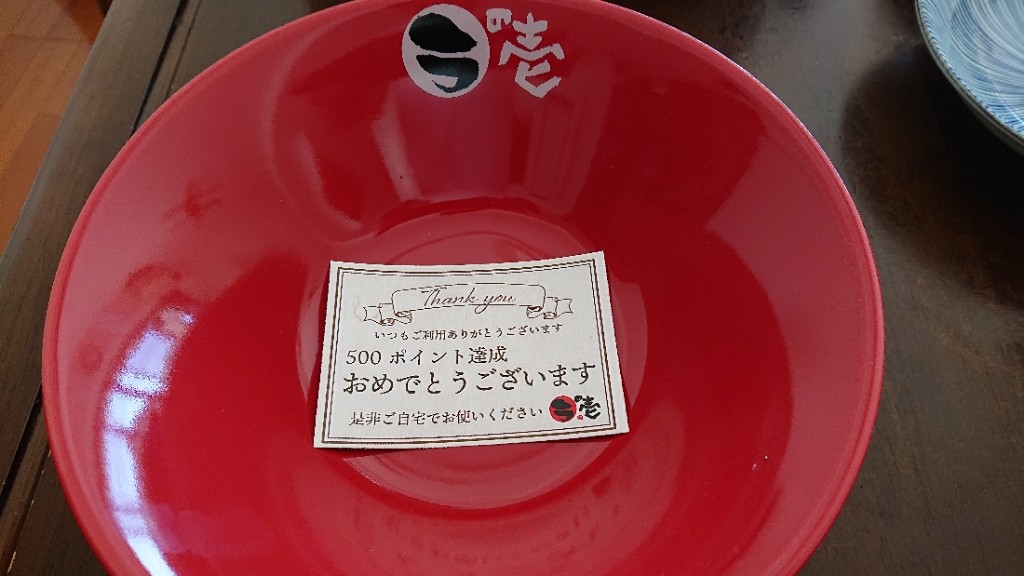 ラの壱
Thank you
いつもご利用ありがとうございます
500 ポイント達成
おめでとうございます
是非ご自宅でお使いください
ラの壱